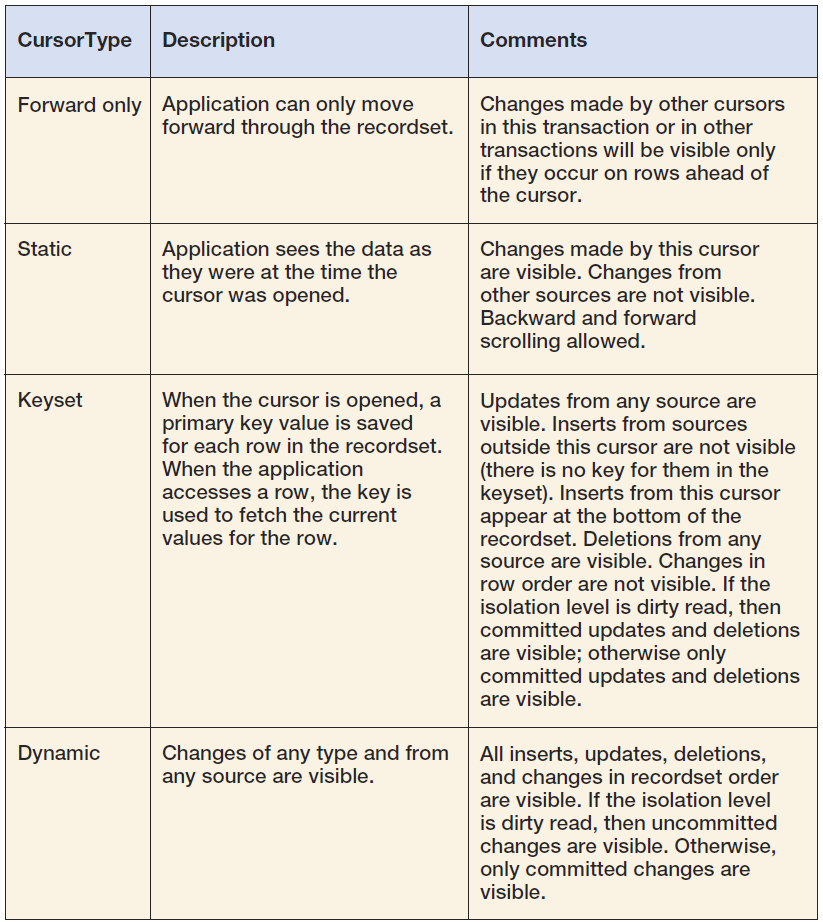 CursorType Description Comments
Forward only
Application can only move
forward through the recordset.
Changes made by other cursors
in this transaction or in other
transactions will be visible only
if they occur on rows ahead of
the cursor.
Static
Application sees the data as
they were at the time the
cursor was opened.
Changes made by this cursor
are visible. Changes from
other sources are not visible.
Backward and forward
scrolling allowed.
Keyset
When the cursor is opened, a
primary key value is saved
for each row in the recordset.
When the application
accesses a row, the key is
used to fetch the current
values for the row.
Updates from any source are
visible. Inserts from sources
outside this cursor are not visible
(there is no key for them in the
keyset). Inserts from this cursor
appear at the bottom of the
recordset. Deletions from any
source are visible. Changes in
row order are not visible. If the
isolation level is dirty read, then
committed updates and deletions
are visible; otherwise only
committed updates and deletions
are visible.
Dynamic
Changes of any type and from
any source are visible.
All inserts, updates, deletions,
and changes in recordset order
are visible. If the isolation level
is dirty read, then uncommitted
changes are visible. Otherwise,
only committed changes are
visible.